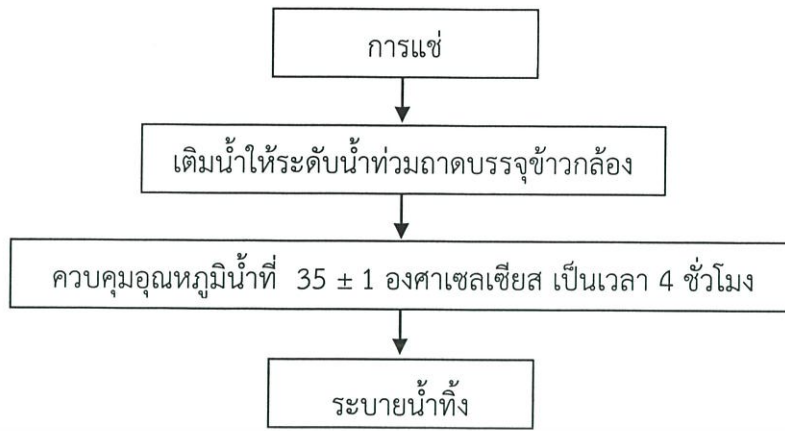 การแช่
เติมน้ำให้ระดับน้ำท่วมถาดบรรจุข้าวกล้อง
ควบคุมอุณหภูมิน้ำที่ 35 ± 1 องศาเซลเซียส เป็นเวลา 4 ชั่วโมง
ระบายน้ำทิ้ง